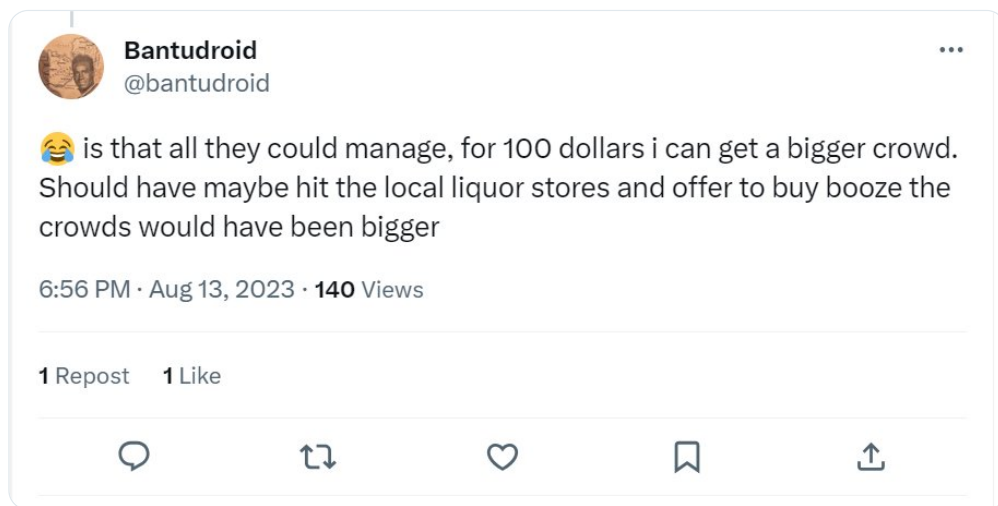 Bantudroid
@bantudroid
😂 is that all they could manage, for 100 dollars i can get a bigger crowd.
Should have maybe hit the local liquor stores and offer to buy booze the
crowds would have been bigger
6:56 PM · Aug 13, 2023 · 140 Views
1 Repost 1 Like